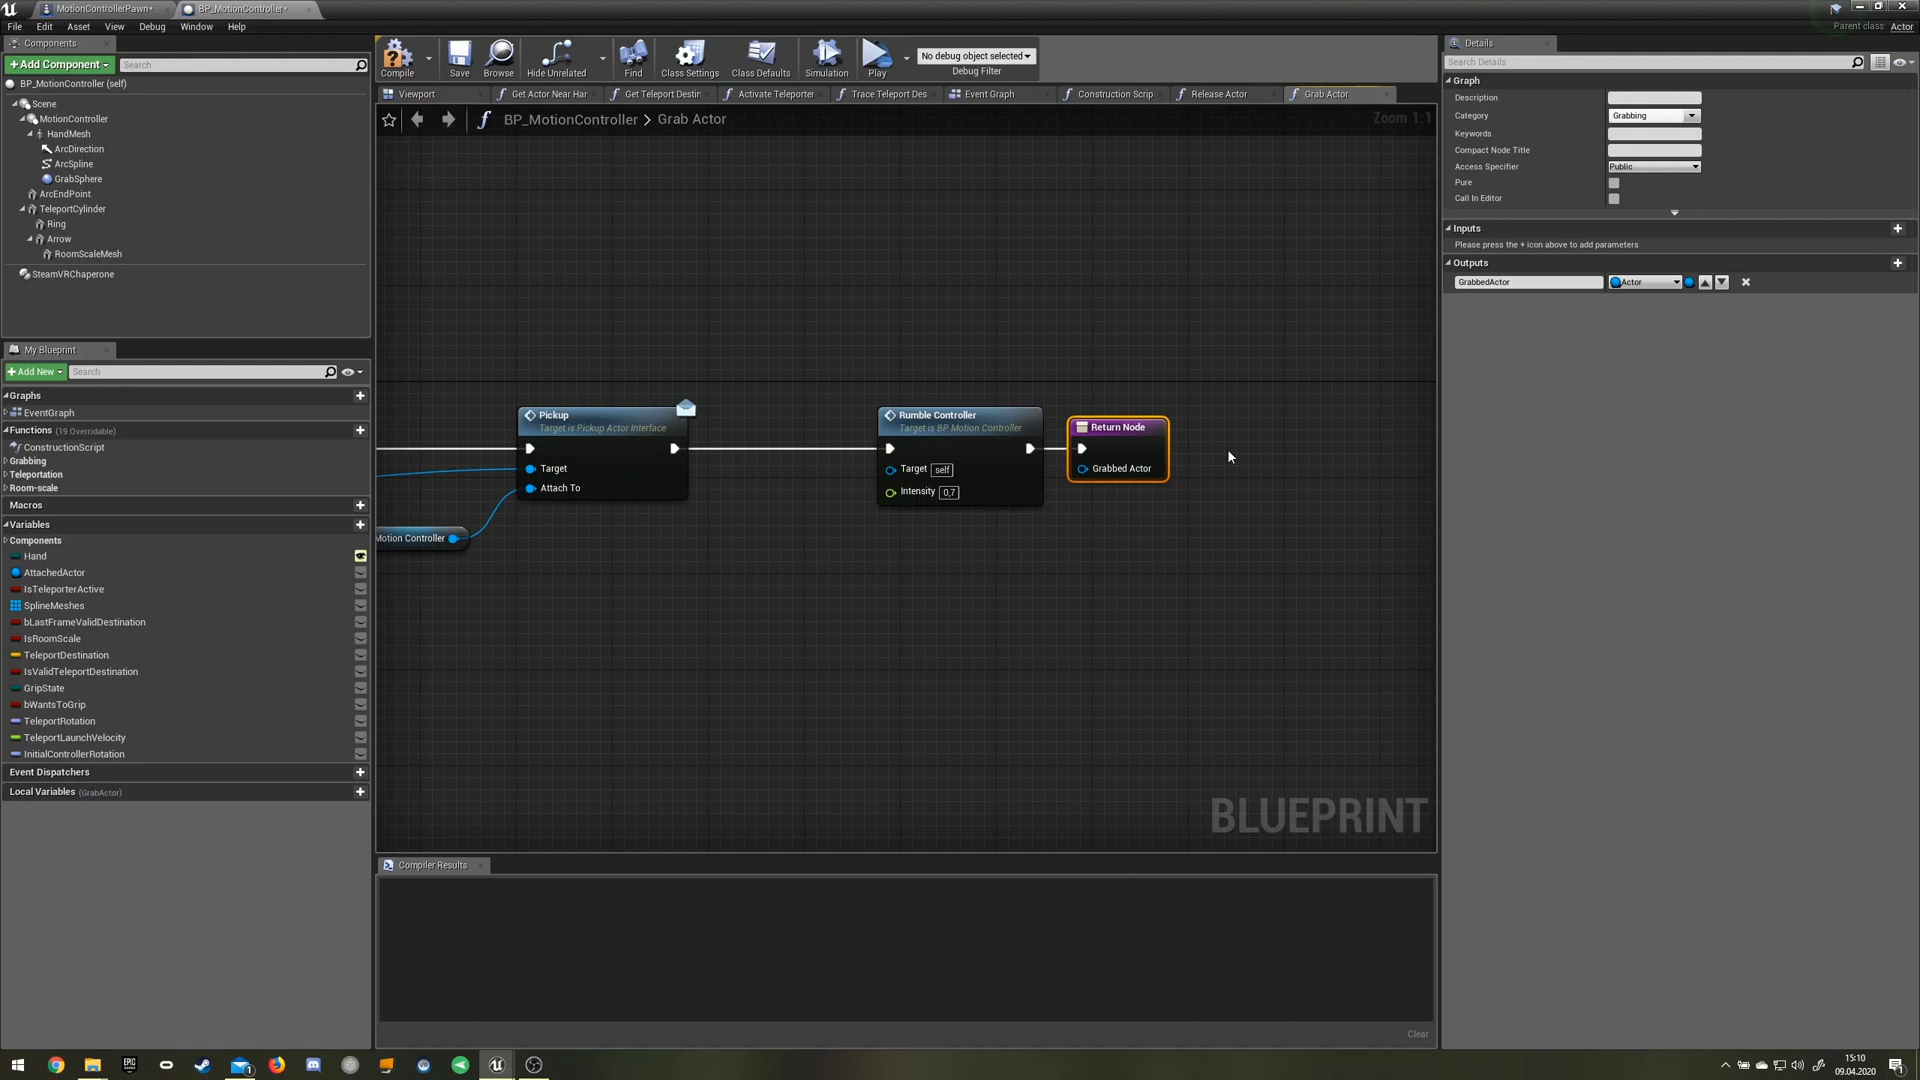 MotionControllerPawn*
BP_MotionController*
File Edit Asset View Debug Window Help
Parent class: Actor
Components
+Add Component
Search
BP_MotionController (self)
Scene
MotionController
HandMesh
ArcDirection
ArcSpline
GrabSphere
ArcEndPoint
TeleportCylinder
Ring
Arrow
RoomScaleMesh
SteamVRChaperone
My Blueprint
+Add New
Search
Graphs
EventGraph
Functions (19 Overridable)
ConstructionScript
Grabbing
Teleportation
Room-scale
Macros
Variables
Components
Hand
AttachedActor
IsTeleporterActive
SplineMeshes
bLastFrameValidDestination
IsRoomScale
TeleportDestination
IsValidTeleportDestination
GripState
bWantsToGrip
TeleportRotation
TeleportLaunchVelocity
InitialControllerRotation
Event Dispatchers
Local Variables (GrabActor)
Compile
Save
Browse
Hide Unrelated
Find
Class Settings
Class Defaults
Simulation
Play
No debug object selected
Debug Filter
Viewport
Get Actor Near Har
Get Teleport Destin
Activate Teleporter
Trace Teleport Des
Event Graph
Construction Scrip
Release Actor
Grab Actor
BP_MotionController > Grab Actor
Zoom 1:1
Pickup
Target is Pickup Actor Interface
Target
Attach To
Motion Controller
Rumble Controller
Target is BP Motion Controller
Target self
Intensity 0,7
Return Node
Grabbed Actor
BLUEPRINT
Compiler Results
Clear
Details
Search Details
Graph
Description
Category Grabbing
Keywords
Compact Node Title
Access Specifier Public
Pure
Call In Editor
Inputs
Please press the + icon above to add parameters
Outputs
GrabbedActor Actor
EPIC
GAMES
1
15:10
09.04.2020
1